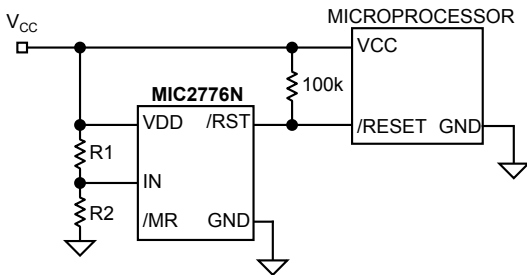 MICROPROCESSOR
VCC
VCC
MIC2776N
100k
VDD
/RST
/RESET
GND
R1
IN
R2
/MR
GND